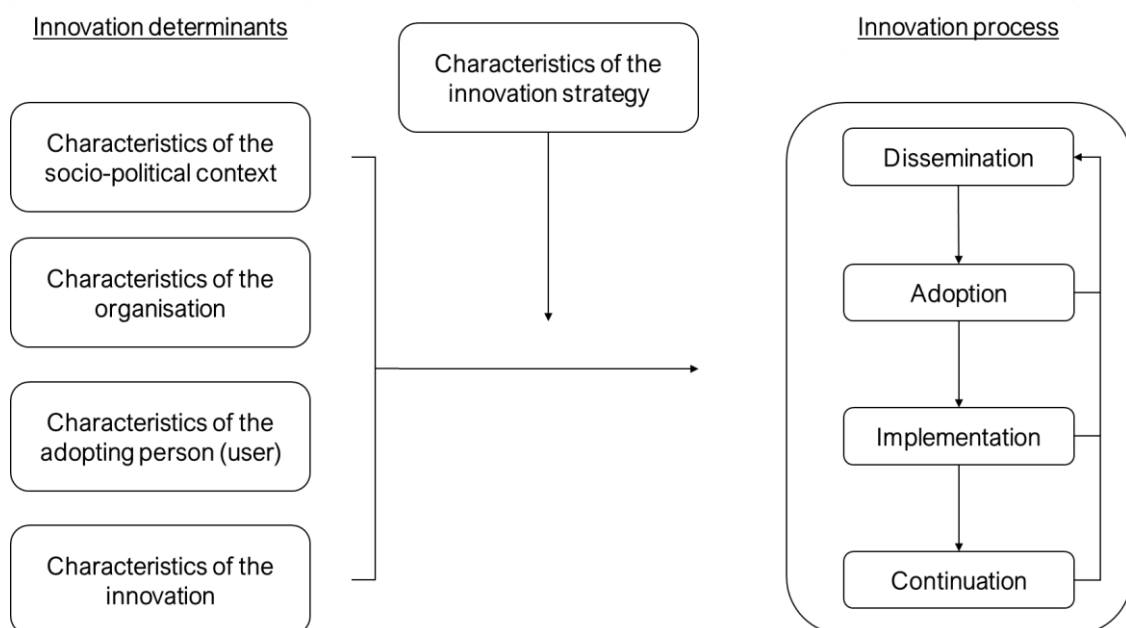 Innovation determinants
Characteristics of the
innovation strategy
Innovation process
Characteristics of the
socio-political context
Characteristics of the
organisation
Characteristics of the
adopting person (user)
Characteristics of the
innovation
Dissemination
Adoption
Implementation
Continuation